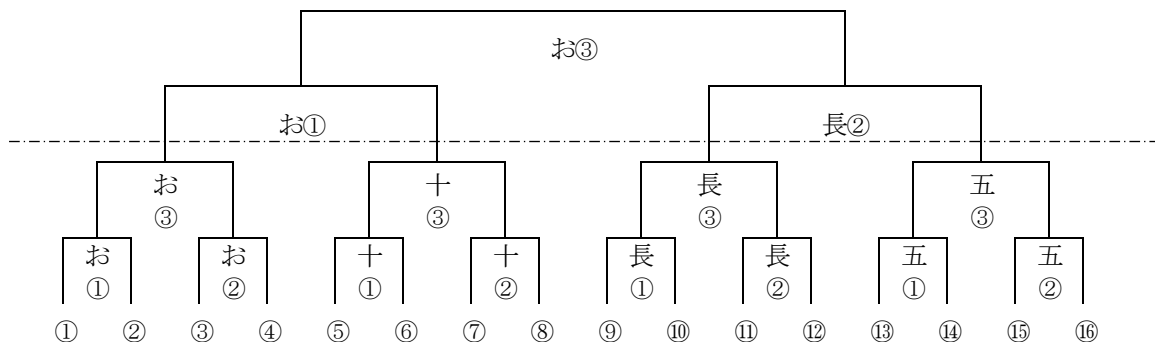 お③
お① 長②
お 十 長 五
③ ③ ③ ③
お お 十 十 長 長 五 五
① ② ① ② ① ② ① ②
① ② ③ ④ ⑤ ⑥ ⑦ ⑧ ⑨ ⑩ ⑪ ⑫ ⑬ ⑭ ⑮ ⑯